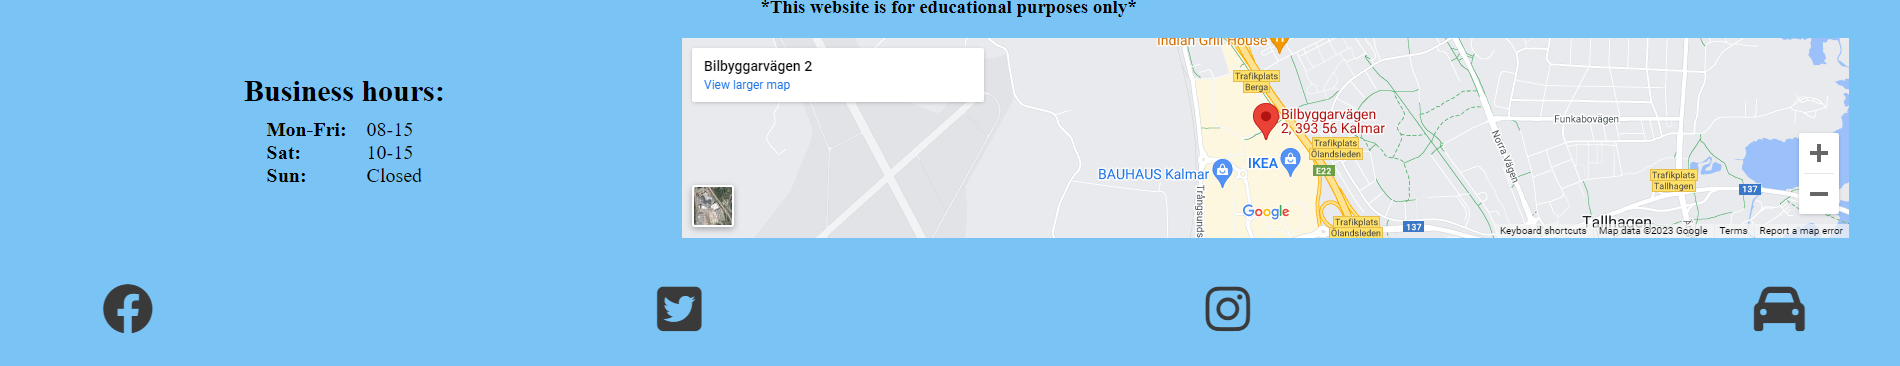 *This website is for educational purposes only*
Business hours:
Mon-Fri: 08-15
Sat: 10-15
Sun: Closed
Bilbyggarvägen 2
View larger map
Indian Grill House
Trafikplats
Berga
Bilbyggarvägen
2, 393 56 Kalmar
Trafikplats
Ölandsleden
IKEA
E22
BAUHAUS Kalmar
Trångsunds
Google
Trafikplats
Ölandsleden
137
Funkabovägen
Norra Vägen
Trafikplats
Tallhagen
137
Tallhagen
Keyboard shortcuts
Map data ©2023 Google
Terms
Report a map error